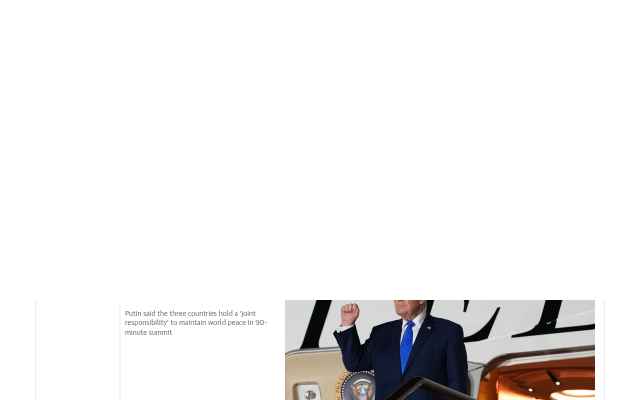 Putin said the three countries hold a 'joint
responsibility' to maintain world peace in 90-
minute summit